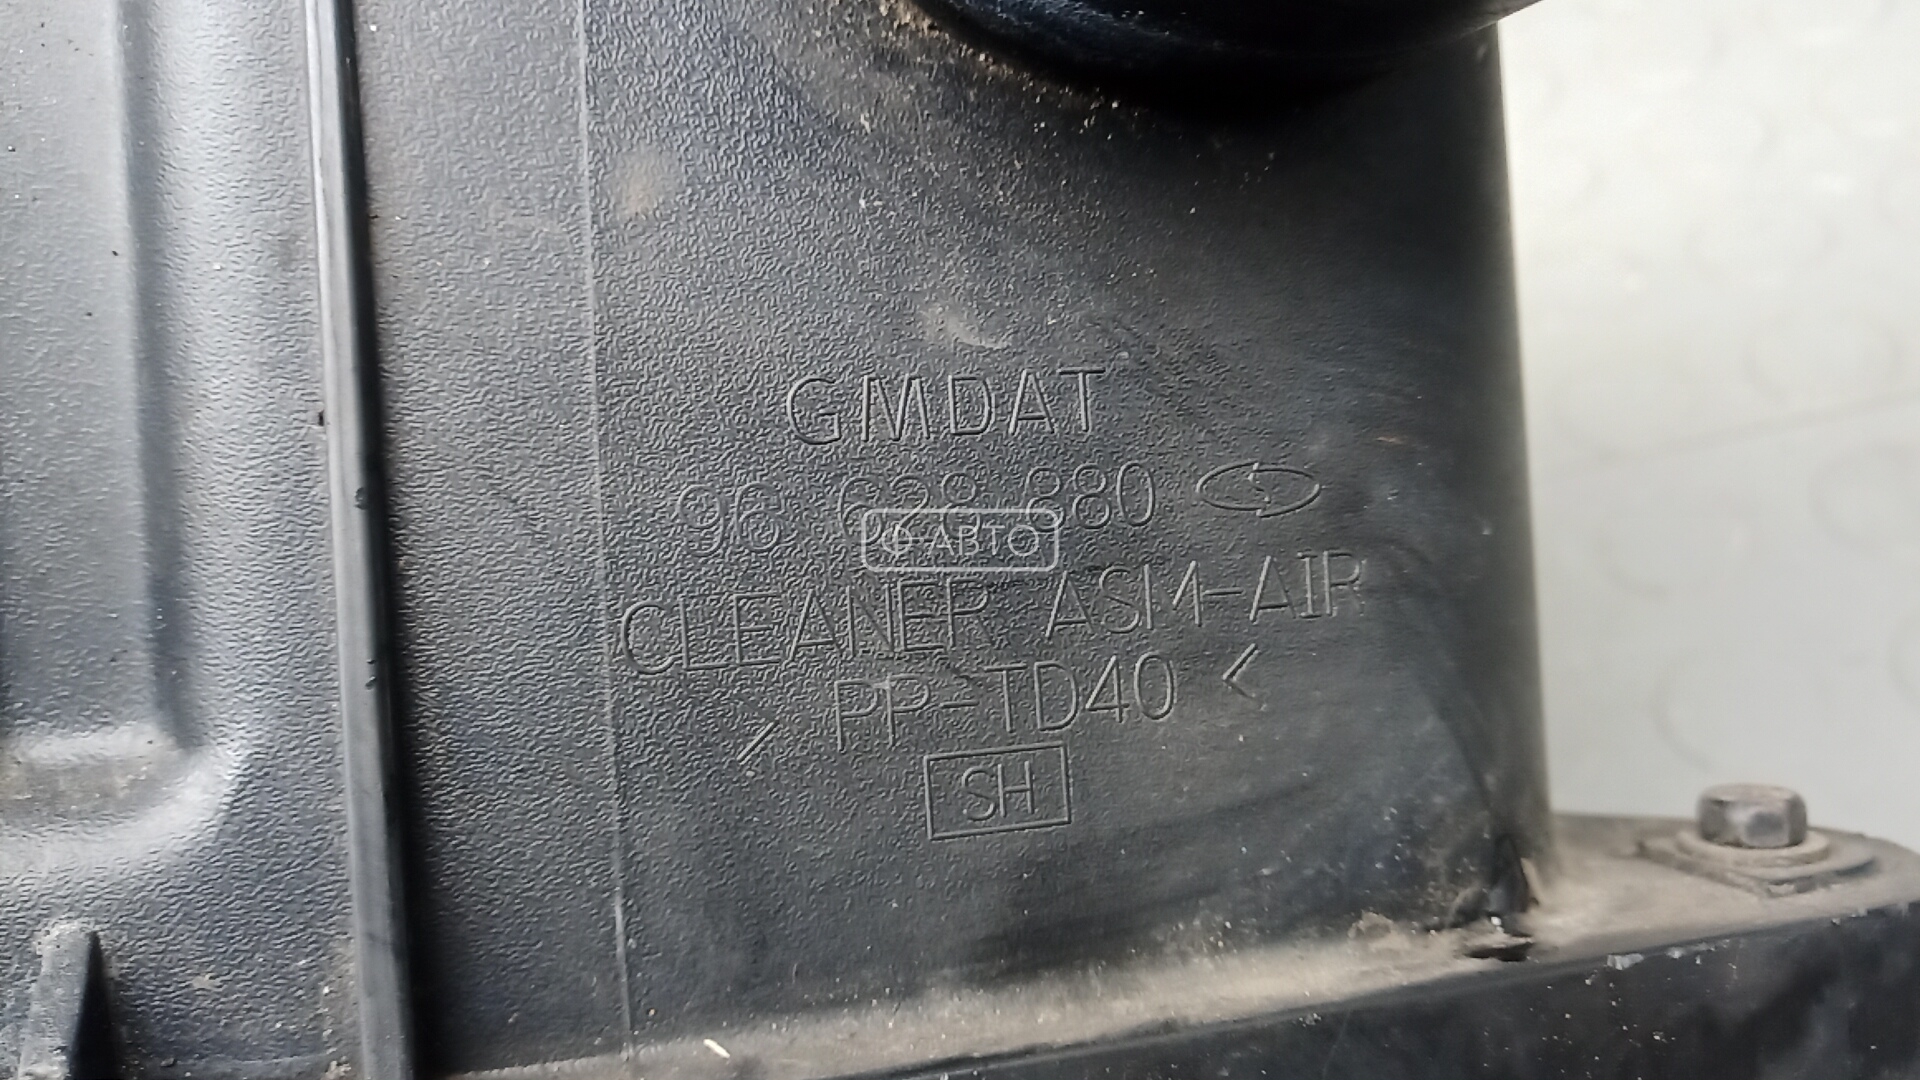 GMDAT
96 628 880
АВТО
CLEANER ASM-AIR
> PP-TD40 <
SH